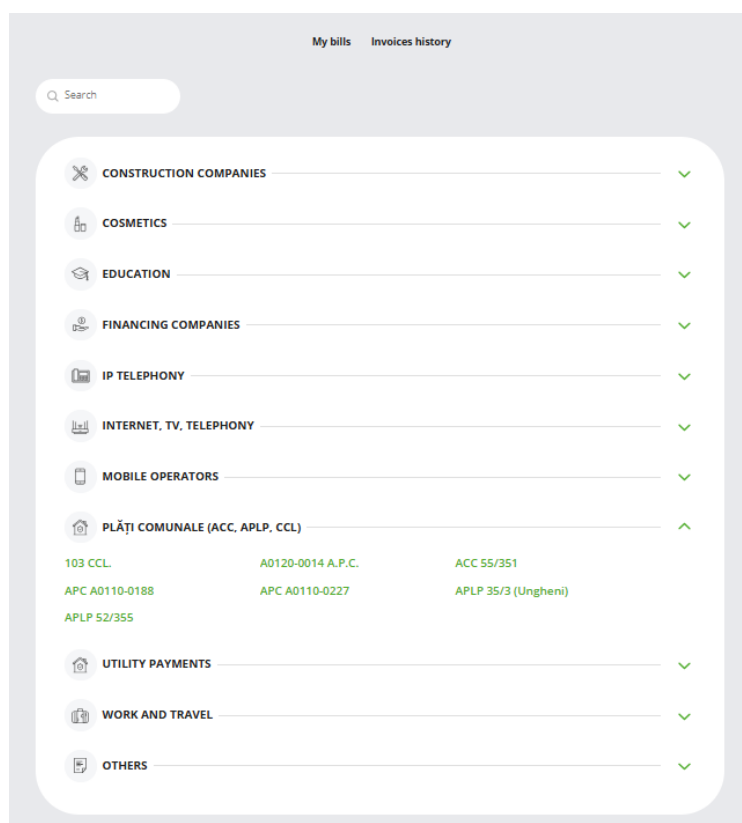 My bills Invoices history
Search
CONSTRUCTION COMPANIES
COSMETICS
EDUCATION
FINANCING COMPANIES
IP TELEPHONY
INTERNET, TV, TELEPHONY
MOBILE OPERATORS
PLĂȚI COMUNALE (ACC, APLP, CCL)
103 CCL. A0120-0014 A.P.C. ACC 55/351
APC A0110-0188 APC A0110-0227 APLP 35/3 (Ungheni)
APLP 52/355
UTILITY PAYMENTS
WORK AND TRAVEL
OTHERS